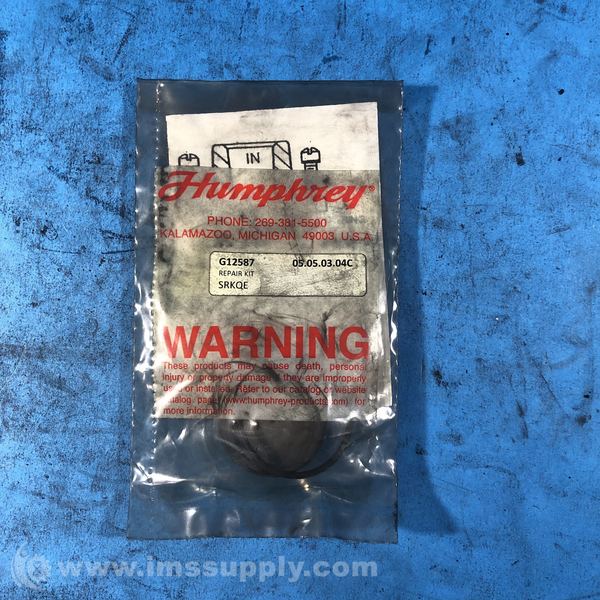 IN
Humphrey®
PHONE: 269-381-5500
KALAMAZOO, MICHIGAN 49003, U.S.A.
G12587 05.05.03.04C
REPAIR KIT
SRKQE
WARNING
These products may cause death, personal
injury or property damage if they are improperly
used or installed. Refer to our catalog or website
catalog page (www.humphrey-products.com) for
more information.
© www.imssupply.com/